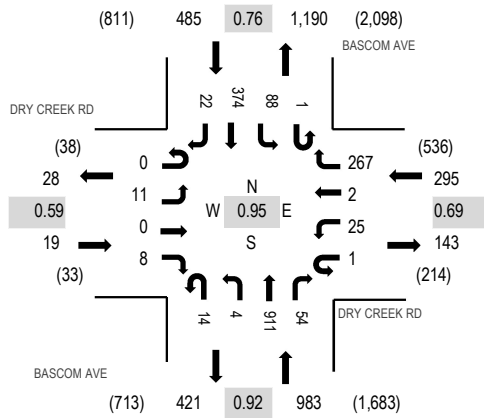 (811) 485 0.76 1,190 (2,098)
BASCOM AVE
22 374 88 1
DRY CREEK RD
(38) 0 267 (536)
28 11 N 2 295
0.59 W 0.95 E 0.69
19 0 S 25 143
(33) 8 1 (214)
14 4 911 54
DRY CREEK RD
BASCOM AVE
(713) 421 0.92 983 (1,683)